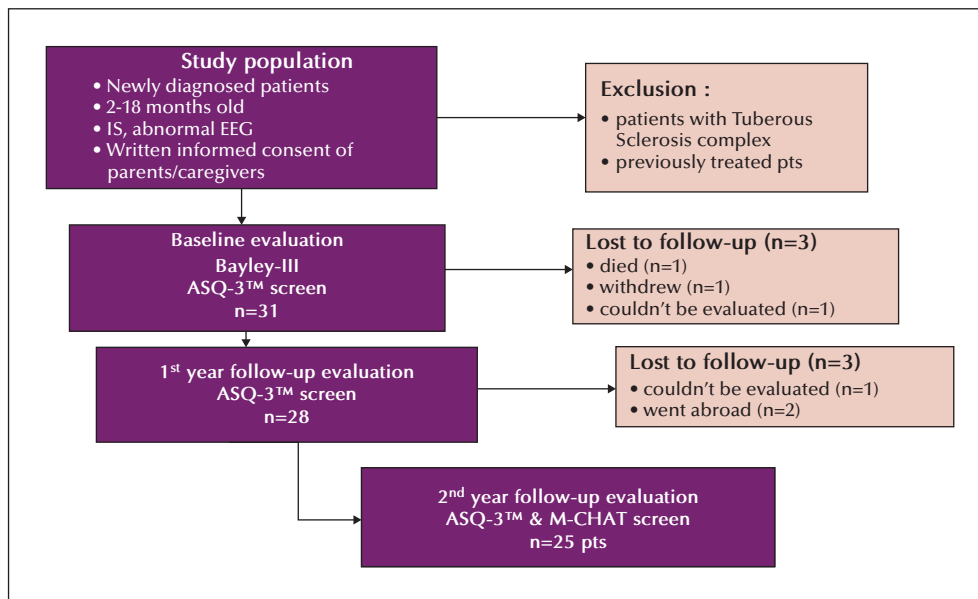 Study population
• Newly diagnosed patients
• 2-18 months old
• IS, abnormal EEG
• Written informed consent of
parents/caregivers
Exclusion :
• patients with Tuberous
Sclerosis complex
• previously treated pts
Baseline evaluation
Bayley-III
ASQ-3™ screen
n=31
Lost to follow-up (n=3)
• died (n=1)
• withdrew (n=1)
• couldn't be evaluated (n=1)
1st year follow-up evaluation
ASQ-3™ screen
n=28
Lost to follow-up (n=3)
• couldn't be evaluated (n=1)
• went abroad (n=2)
2nd year follow-up evaluation
ASQ-3™ & M-CHAT screen
n=25 pts